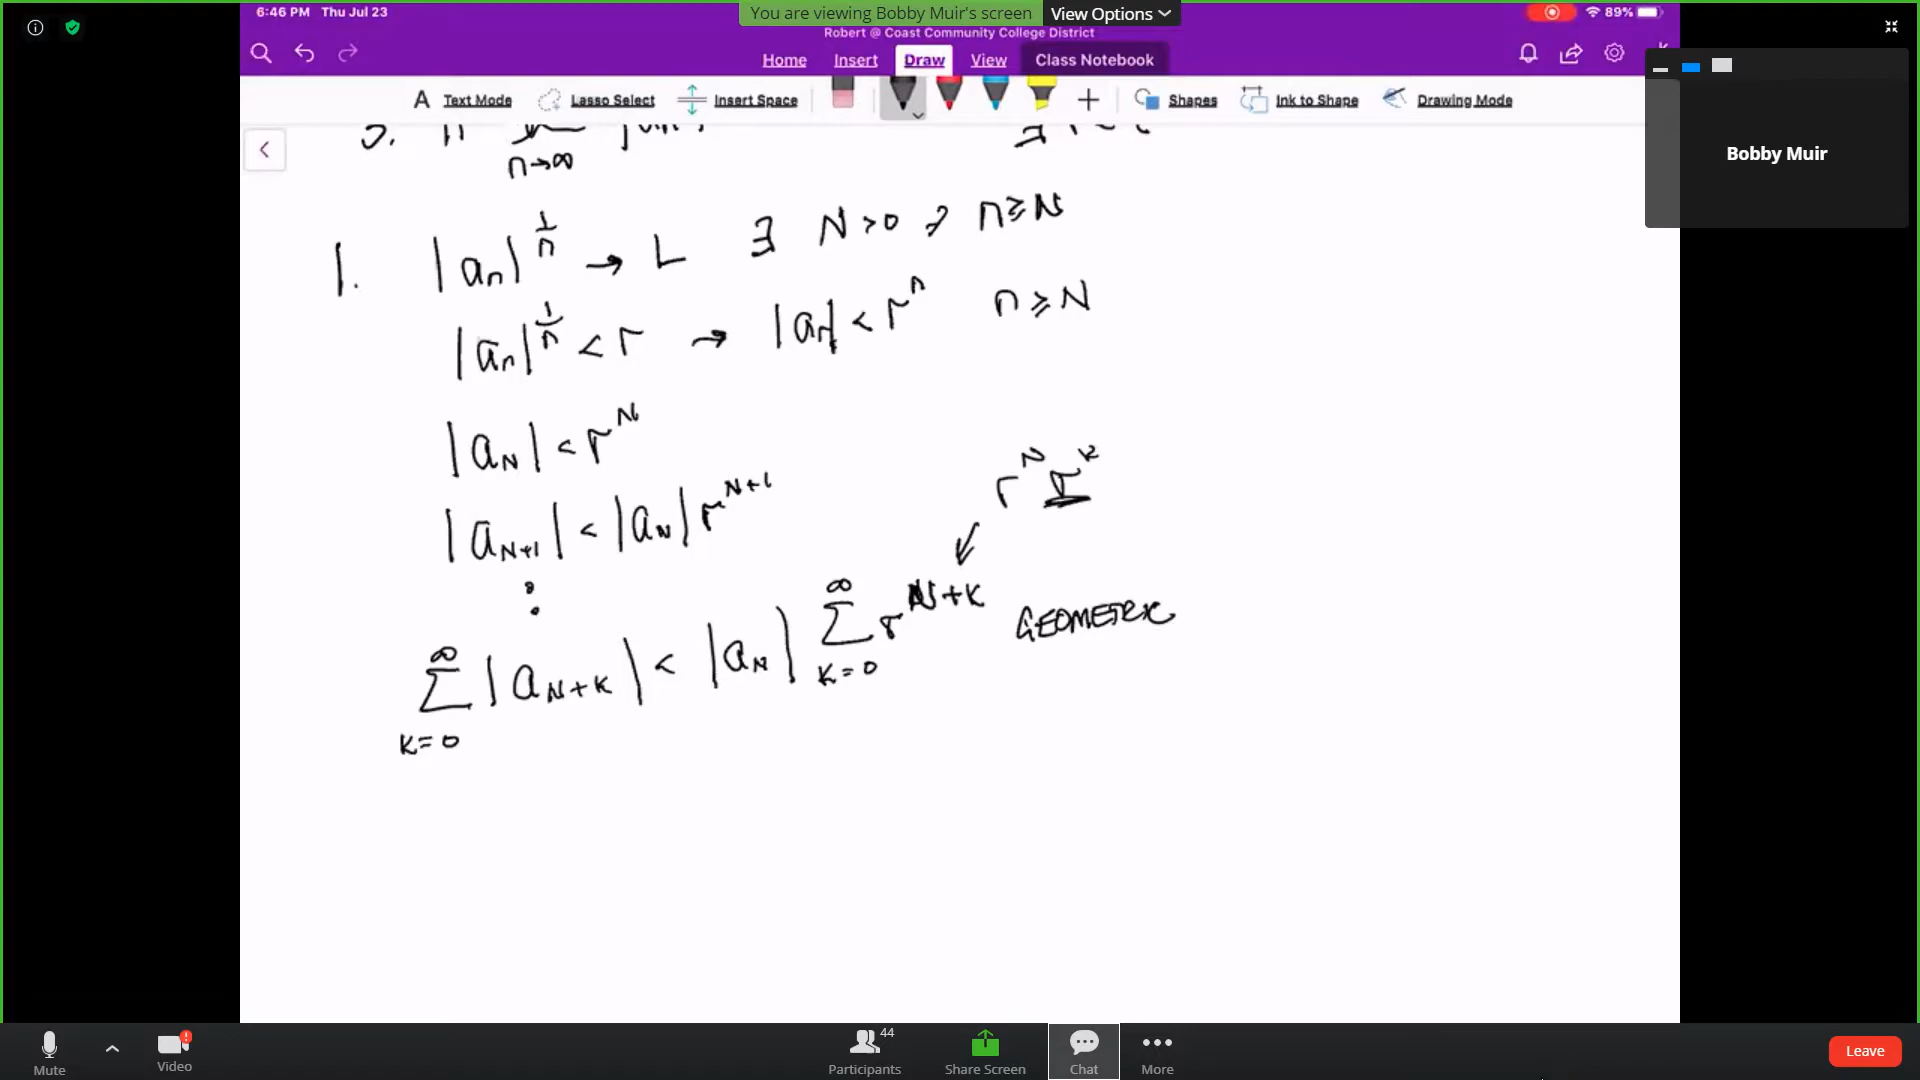 6:46 PM Thu Jul 23
You are viewing Bobby Muir's screen View Options
89%
Robert @ Coast Community College District
Home Insert Draw View Class Notebook
Text Mode Lasso Select Insert Space Shapes Ink to Shape Drawing Mode
Bobby Muir
n→∞
1. |aₙ|^(1/n) → L ∃ N>0 ∋ n≥N
|aₙ|^(1/n) < r → |aₙ| < rⁿ n ≥ N
|a_N| < r^N
r^N r^k
|a_(N+1)| < |a_N| r^(N+1)
:
∑_(k=0)^∞ |a_(N+k)| < |a_N| ∑_(k=0)^∞ r^(N+k) GEOMETRIC
Mute
Video
44
Participants
Share Screen
Chat
More
Leave